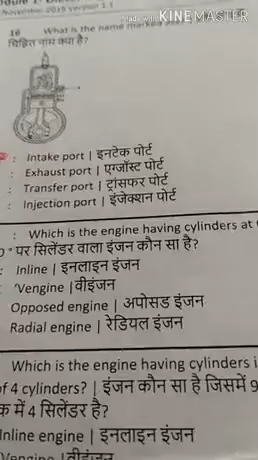 November 2018 version 1.1
Made with KINEMASTER
16 What is the name marked
चिह्नित नाम क्या है?
: Intake port | इनटेक पोर्ट
: Exhaust port | एग्जॉस्ट पोर्ट
: Transfer port | ट्रांसफर पोर्ट
: Injection port | इंजेक्शन पोर्ट
: Which is the engine having cylinders at
° पर सिलेंडर वाला इंजन कौन सा है?
: Inline | इनलाइन इंजन
: 'Vengine | वीइंजन
Opposed engine | अपोसड इंजन
Radial engine | रेडियल इंजन
Which is the engine having cylinders i
of 4 cylinders? | इंजन कौन सा है जिसमें 9
क में 4 सिलेंडर है?
Inline engine | इनलाइन इंजन
Vengine | वीइंजन